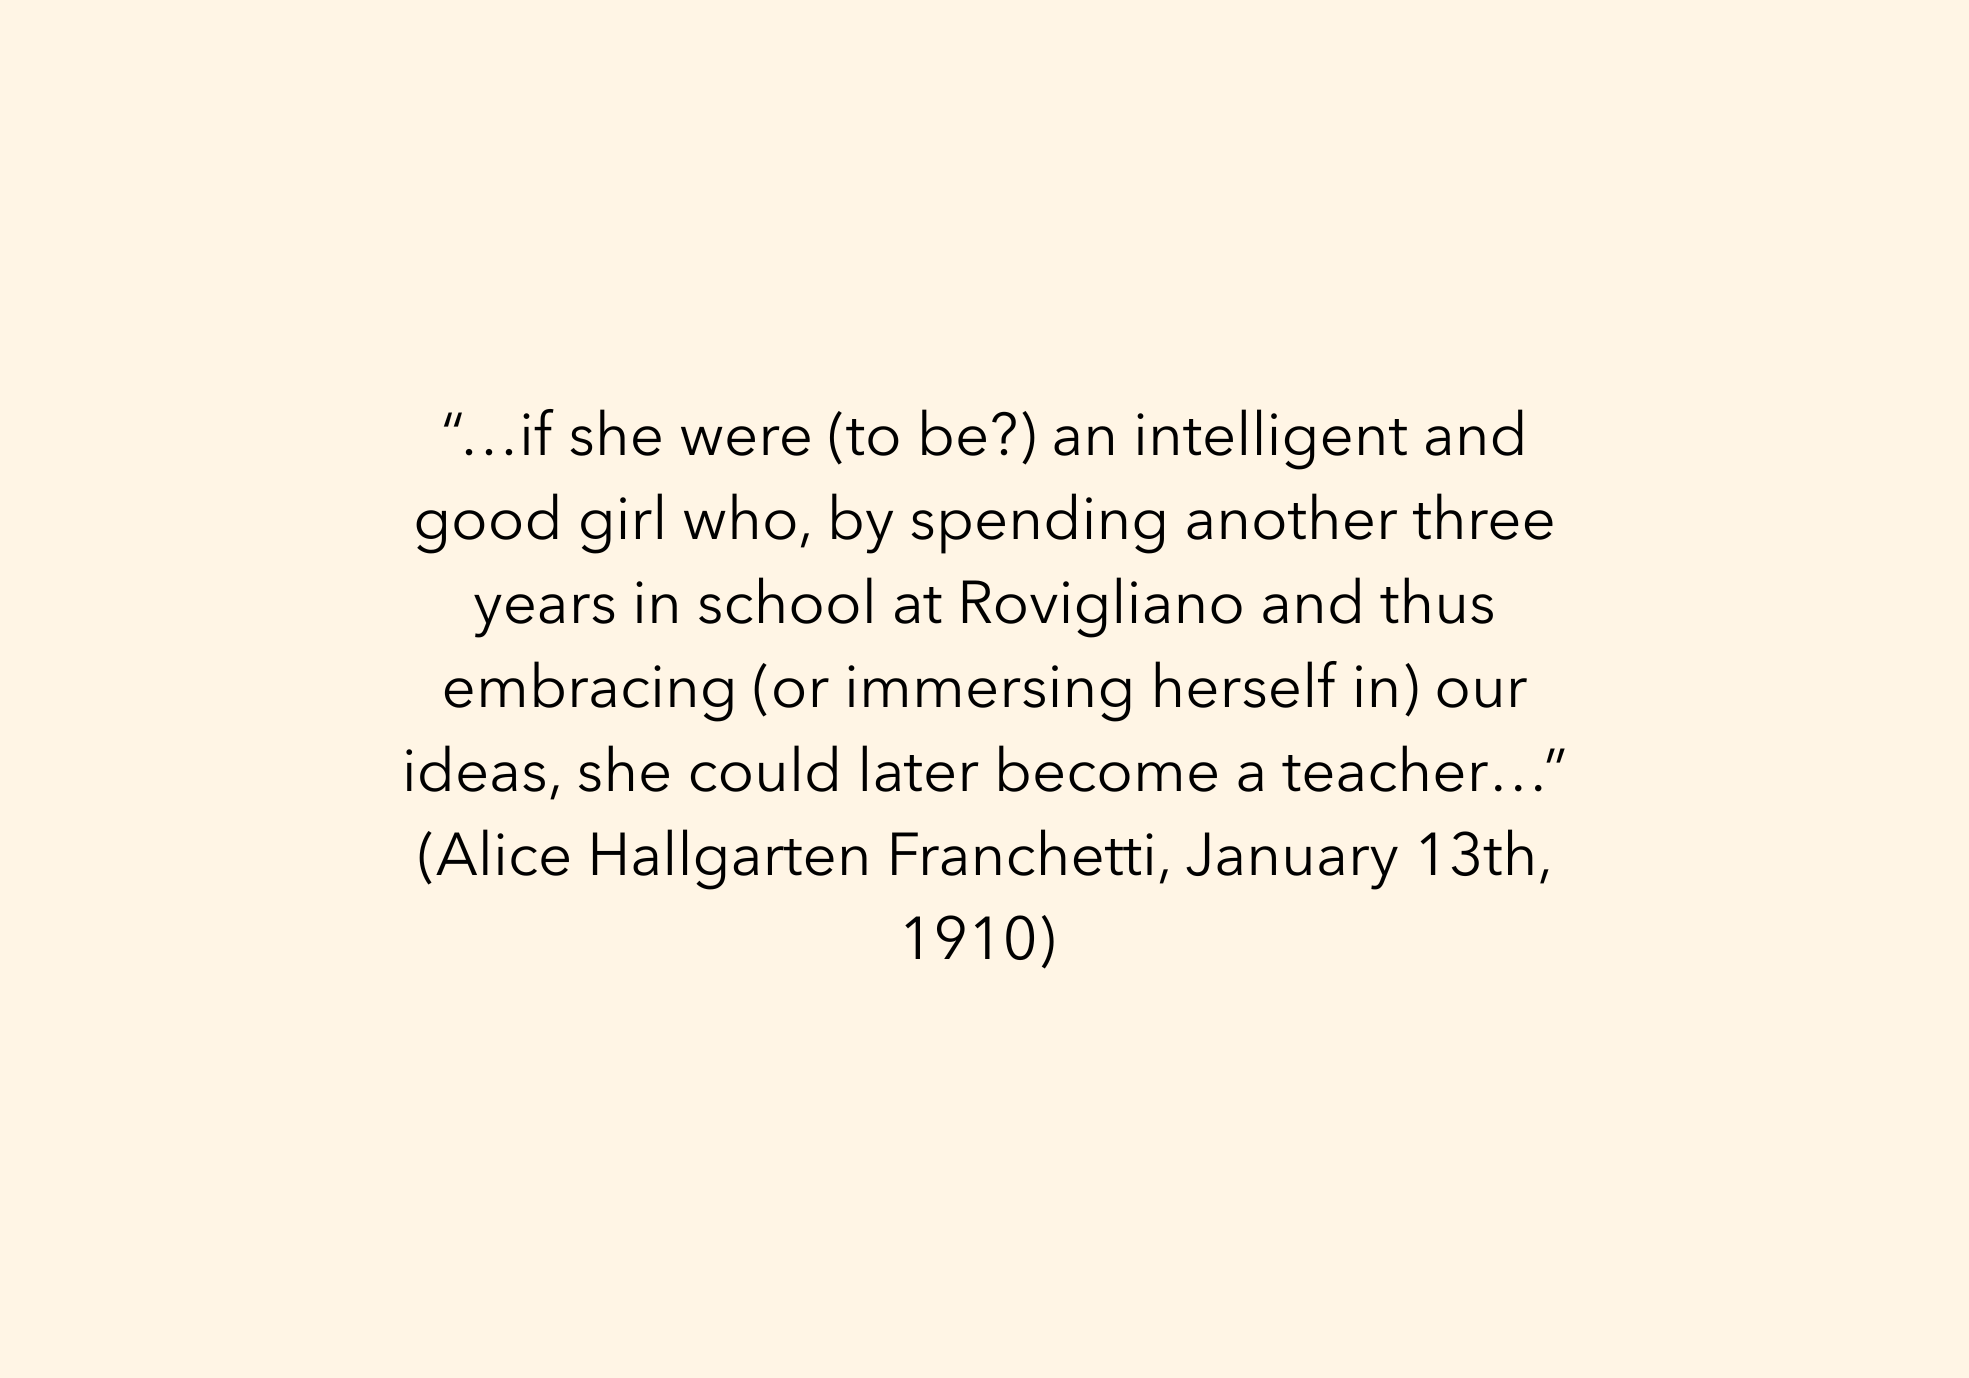 “…if she were (to be?) an intelligent and
good girl who, by spending another three
years in school at Rovigliano and thus
embracing (or immersing herself in) our
ideas, she could later become a teacher…”
(Alice Hallgarten Franchetti, January 13th,
1910)